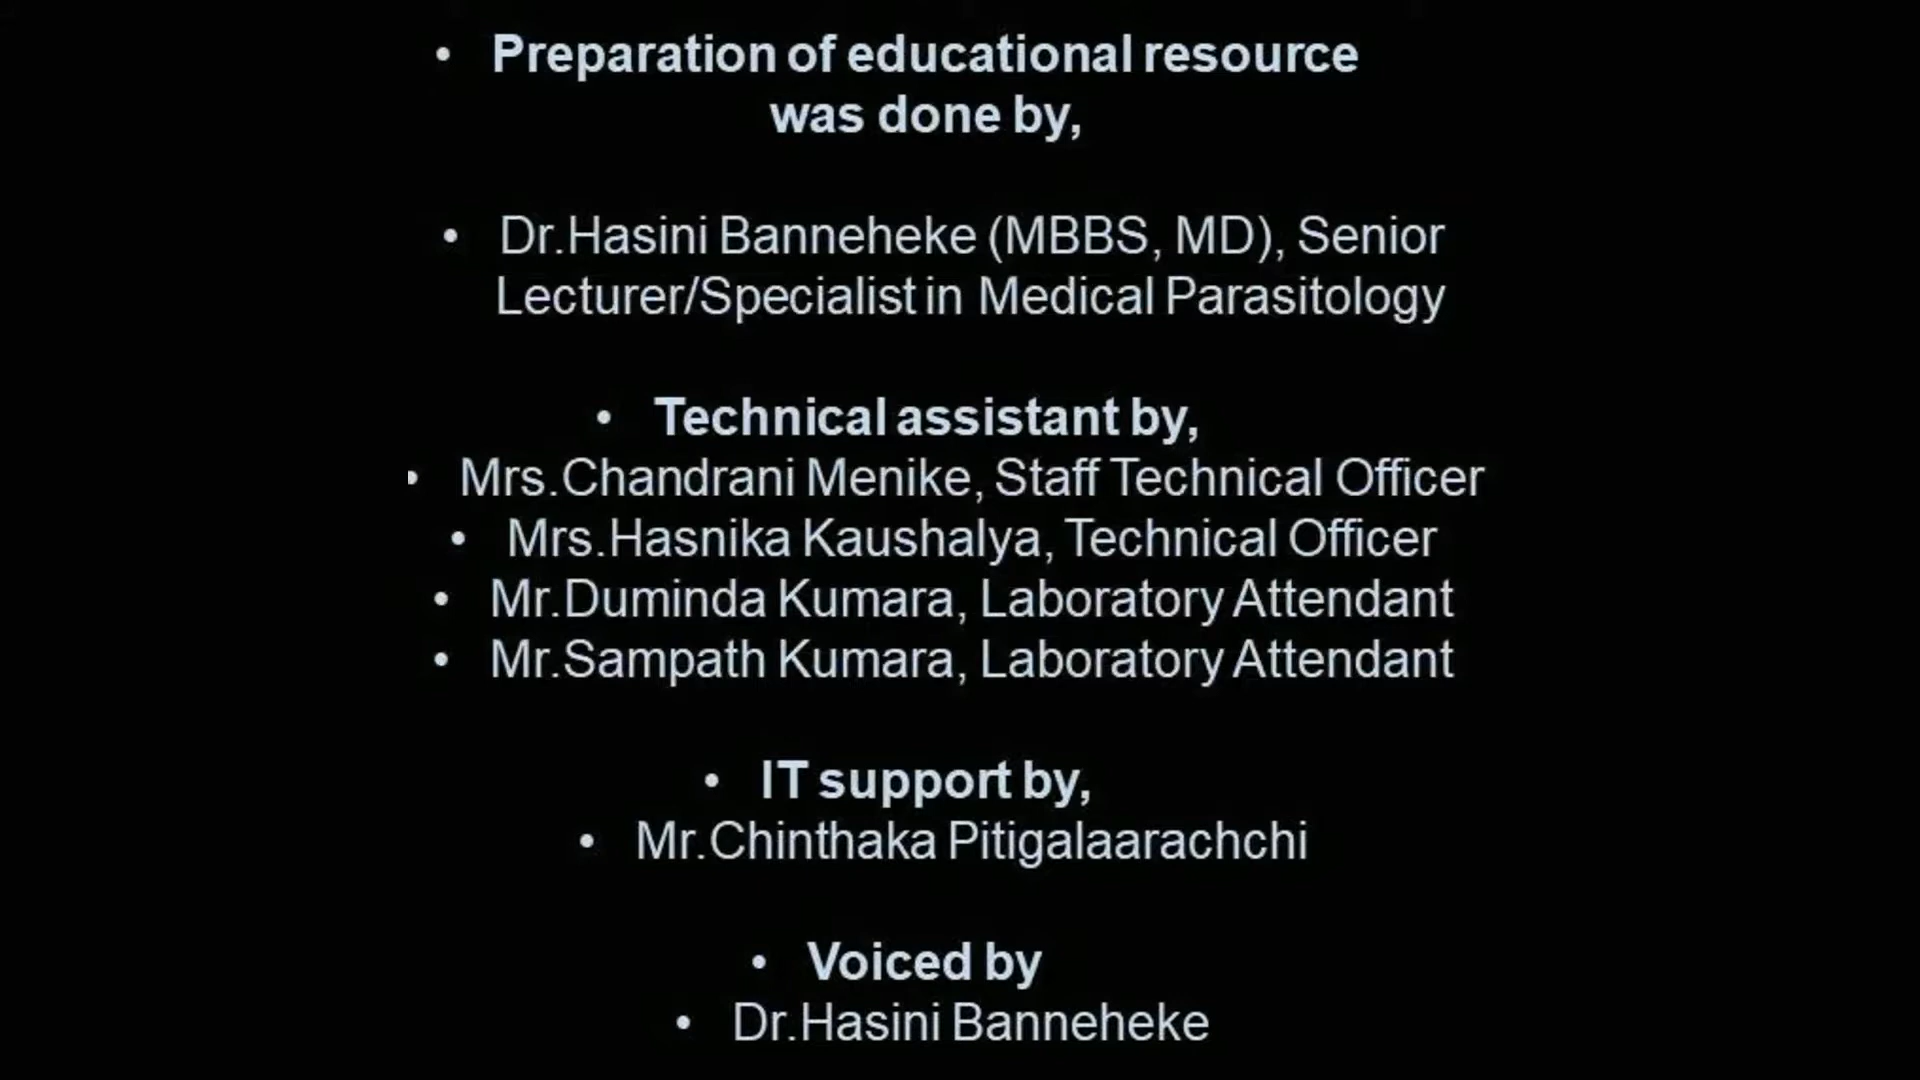 • Preparation of educational resource
was done by,
• Dr.Hasini Banneheke (MBBS, MD), Senior
Lecturer/Specialist in Medical Parasitology
• Technical assistant by,
• Mrs.Chandrani Menike, Staff Technical Officer
• Mrs.Hasnika Kaushalya, Technical Officer
• Mr.Duminda Kumara, Laboratory Attendant
• Mr.Sampath Kumara, Laboratory Attendant
• IT support by,
• Mr.Chinthaka Pitigalaarachchi
• Voiced by
• Dr.Hasini Banneheke